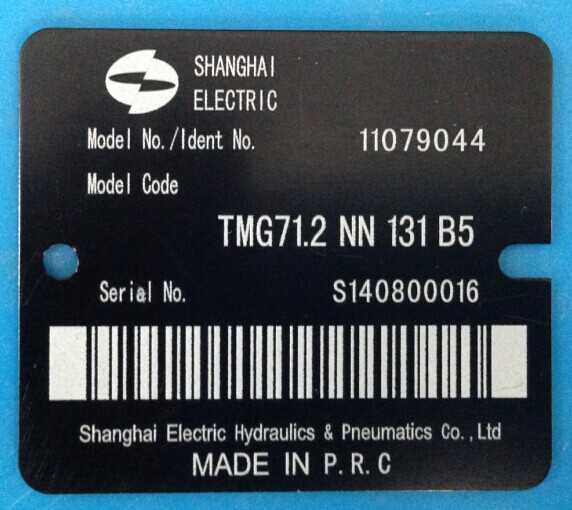 SHANGHAI
ELECTRIC
Model No./Ident No. 11079044
Model Code
TMG71.2 NN 131 B5
Serial No. S140800016
Shanghai Electric Hydraulics & Pneumatics Co.,Ltd
MADE IN P.R.C